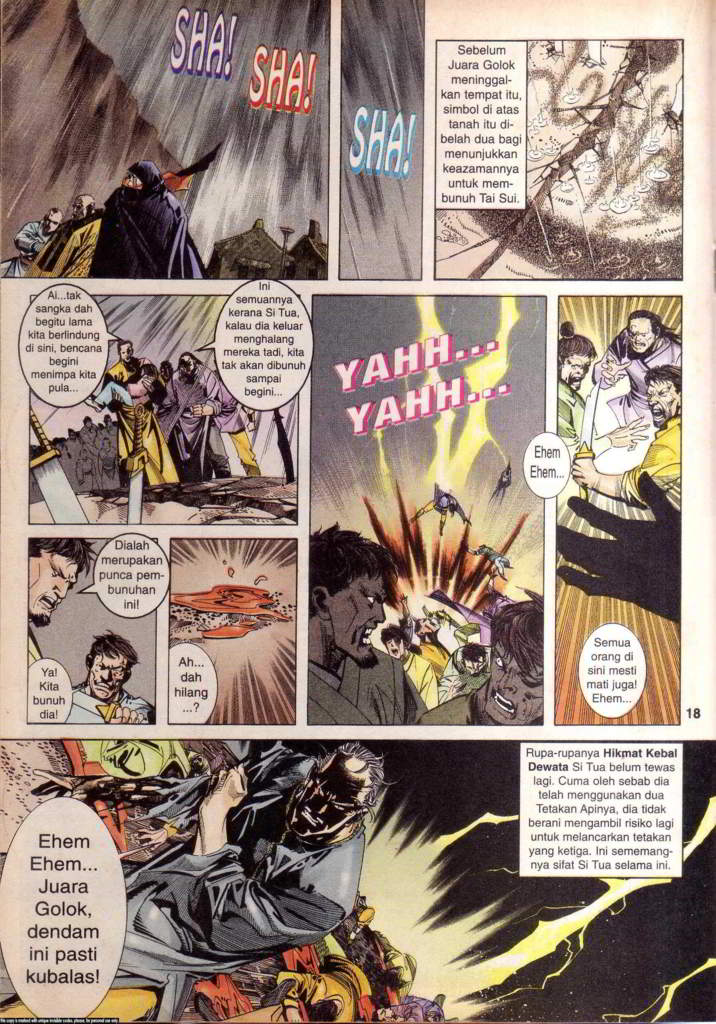 SHA!
SHA!
SHA!
Sebelum
Juara Golok
meninggal-
kan tempat itu,
simbol di atas
tanah itu di-
belah dua bagi
menunjukkan
keazamannya
untuk mem-
bunuh Tai Sui.
Ai...tak
sangka dah
begitu lama
kita berlindung
di sini, bencana
begini
menimpa kita
pula...
Ini
semuannya
kerana Si Tua,
kalau dia keluar
menghalang
mereka tadi, kita
tak akan dibunuh
sampai
begini...
YAHH...
YAHH...
Ehem
Ehem...
Dialah
merupakan
punca pem-
bunuhan
ini!
Ya!
Kita
bunuh
dia!
Ah...
dah
hilang
...?
Semua
orang di
sini mesti
mati juga!
Ehem...
18
Rupa-rupanya Hikmat Kebal
Dewata Si Tua belum tewas
lagi. Cuma oleh sebab dia
telah menggunakan dua
Tetakan Apinya, dia tidak
berani mengambil risiko lagi
untuk melancarkan tetakan
yang ketiga. Ini sememang-
nya sifat Si Tua selama ini.
Ehem
Ehem...
Juara
Golok,
dendam
ini pasti
kubalas!